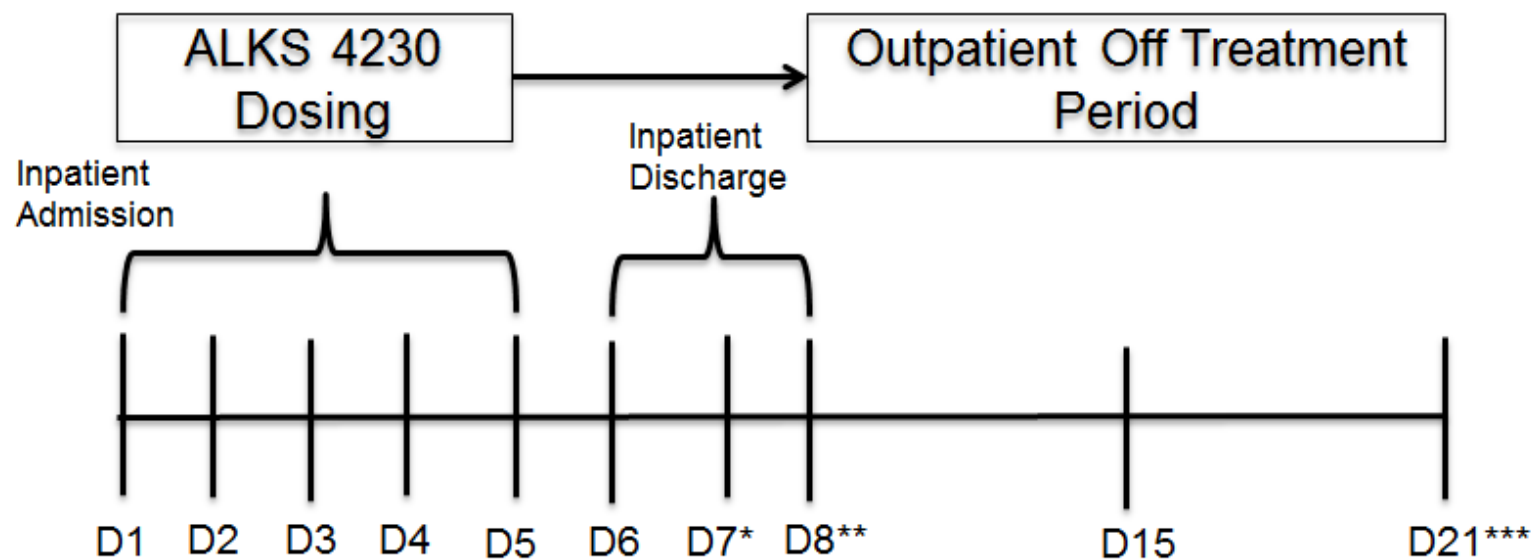 ALKS 4230
Dosing
Outpatient Off Treatment
Period
Inpatient
Admission
Inpatient
Discharge
D1 D2 D3 D4 D5 D6 D7* D8** D15 D21***